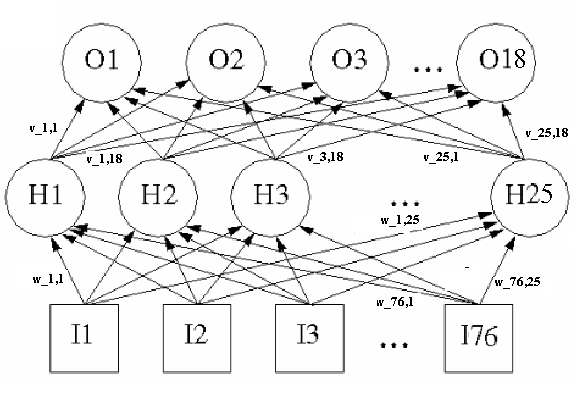 O1 O2 O3 ... O18
v_1,1 v_1,18 v_3,18 v_25,1 v_25,18
H1 H2 H3 ... H25
w_1,25
w_1,1 w_76,1 w_76,25
I1 I2 I3 ... I76